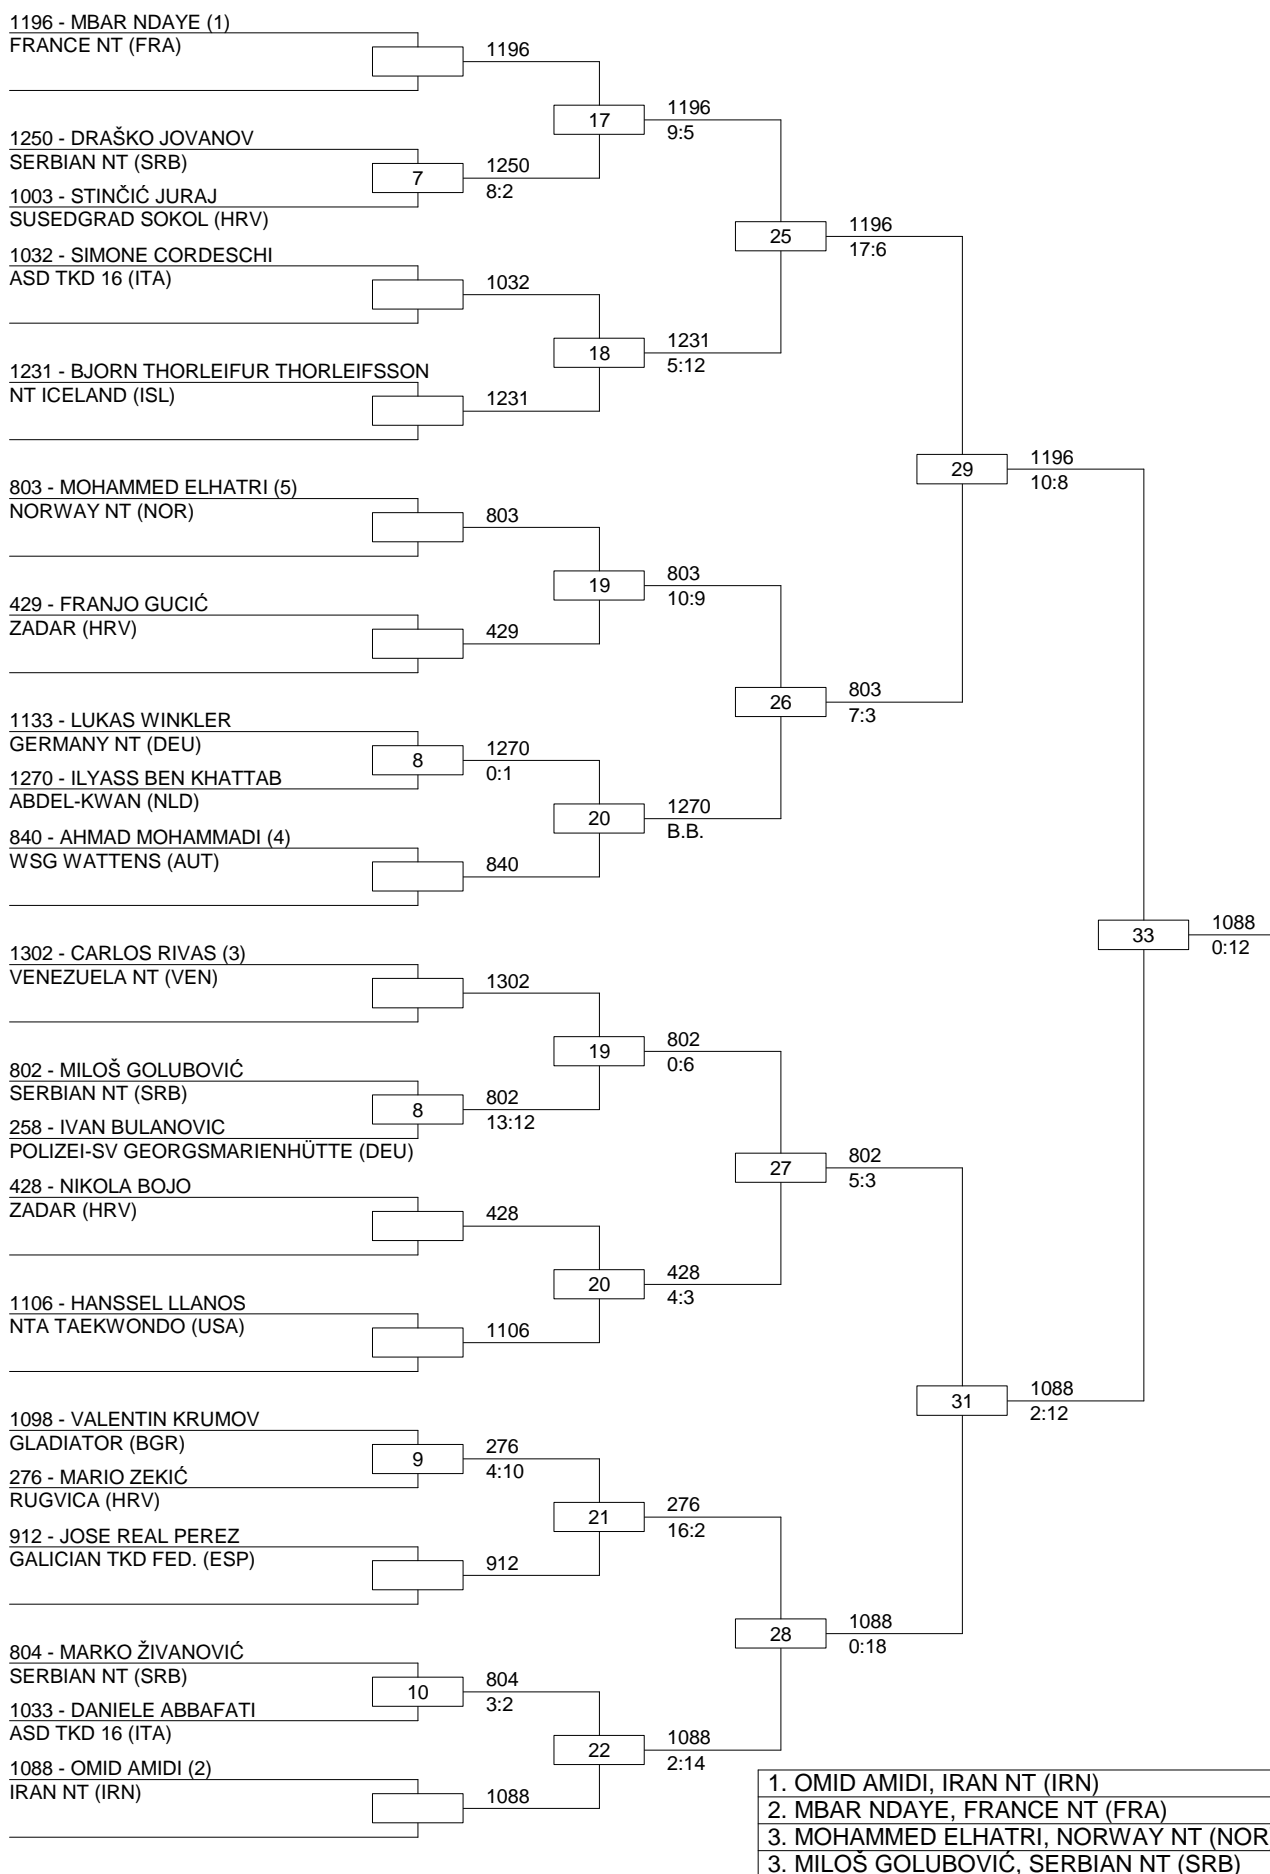 1196 - MBAR NDAYE (1)
FRANCE NT (FRA)
1196
17
1196
9:5
1250 - DRAŠKO JOVANOV
SERBIAN NT (SRB)
7
1250
8:2
1003 - STINČIĆ JURAJ
SUSEDGRAD SOKOL (HRV)
25
1196
17:6
1032 - SIMONE CORDESCHI
ASD TKD 16 (ITA)
1032
18
1231
5:12
1231 - BJORN THORLEIFUR THORLEIFSSON
NT ICELAND (ISL)
1231
29
1196
10:8
803 - MOHAMMED ELHATRI (5)
NORWAY NT (NOR)
803
19
803
10:9
429 - FRANJO GUCIĆ
ZADAR (HRV)
429
26
803
7:3
1133 - LUKAS WINKLER
GERMANY NT (DEU)
8
1270
0:1
1270 - ILYASS BEN KHATTAB
ABDEL-KWAN (NLD)
20
1270
B.B.
840 - AHMAD MOHAMMADI (4)
WSG WATTENS (AUT)
840
33
1088
0:12
1302 - CARLOS RIVAS (3)
VENEZUELA NT (VEN)
1302
19
802
0:6
802 - MILOŠ GOLUBOVIĆ
SERBIAN NT (SRB)
8
802
13:12
258 - IVAN BULANOVIC
POLIZEI-SV GEORGSMARIENHÜTTE (DEU)
27
802
5:3
428 - NIKOLA BOJO
ZADAR (HRV)
428
20
428
4:3
1106 - HANSSEL LLANOS
NTA TAEKWONDO (USA)
1106
31
1088
2:12
1098 - VALENTIN KRUMOV
GLADIATOR (BGR)
9
276
4:10
276 - MARIO ZEKIĆ
RUGVICA (HRV)
21
276
16:2
912 - JOSE REAL PEREZ
GALICIAN TKD FED. (ESP)
912
28
1088
0:18
804 - MARKO ŽIVANOVIĆ
SERBIAN NT (SRB)
10
804
3:2
1033 - DANIELE ABBAFATI
ASD TKD 16 (ITA)
22
1088
2:14
1088 - OMID AMIDI (2)
IRAN NT (IRN)
1088
1. OMID AMIDI, IRAN NT (IRN)
2. MBAR NDAYE, FRANCE NT (FRA)
3. MOHAMMED ELHATRI, NORWAY NT (NOR
3. MILOŠ GOLUBOVIĆ, SERBIAN NT (SRB)